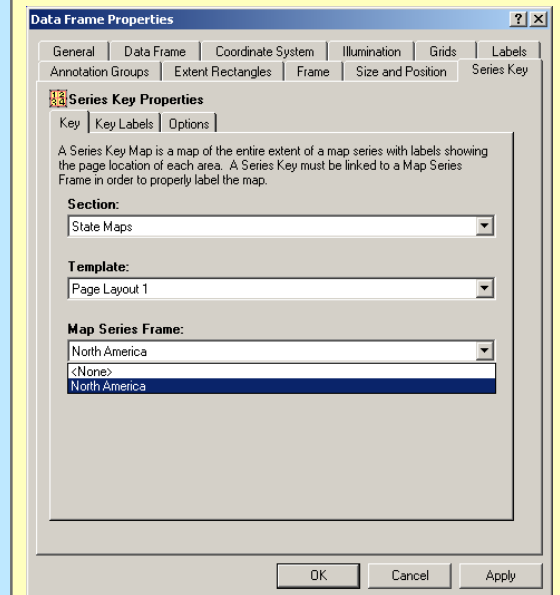 Data Frame Properties
General Data Frame Coordinate System Illumination Grids Labels
Annotation Groups Extent Rectangles Frame Size and Position Series Key
Series Key Properties
Key Key Labels Options
A Series Key Map is a map of the entire extent of a map series with labels showing
the page location of each area. A Series Key must be linked to a Map Series
Frame in order to properly label the map.
Section:
State Maps
Template:
Page Layout 1
Map Series Frame:
North America
<None>
North America
OK Cancel Apply